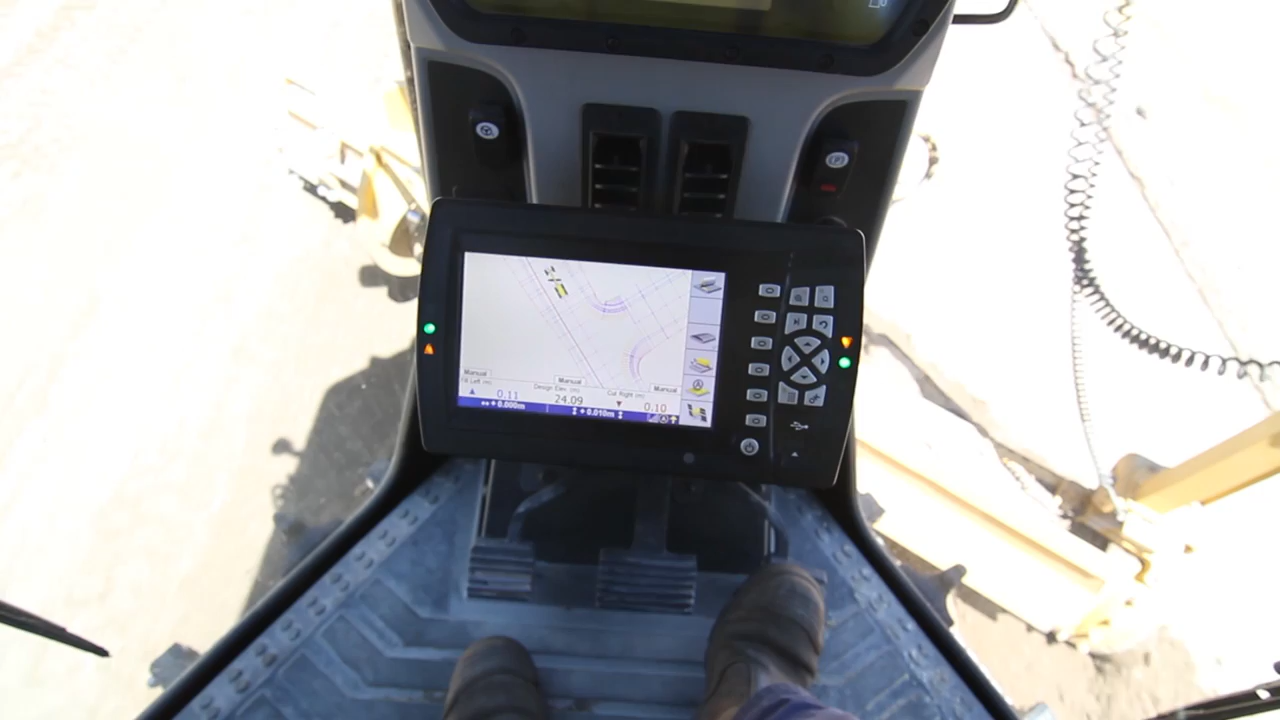 P
Manual
Manual
Manual
Fill Left (m)
Design Elev. (m)
Cut Right (m)
0.11
24.09
0.10
+ 0.000m
+ 0.010m